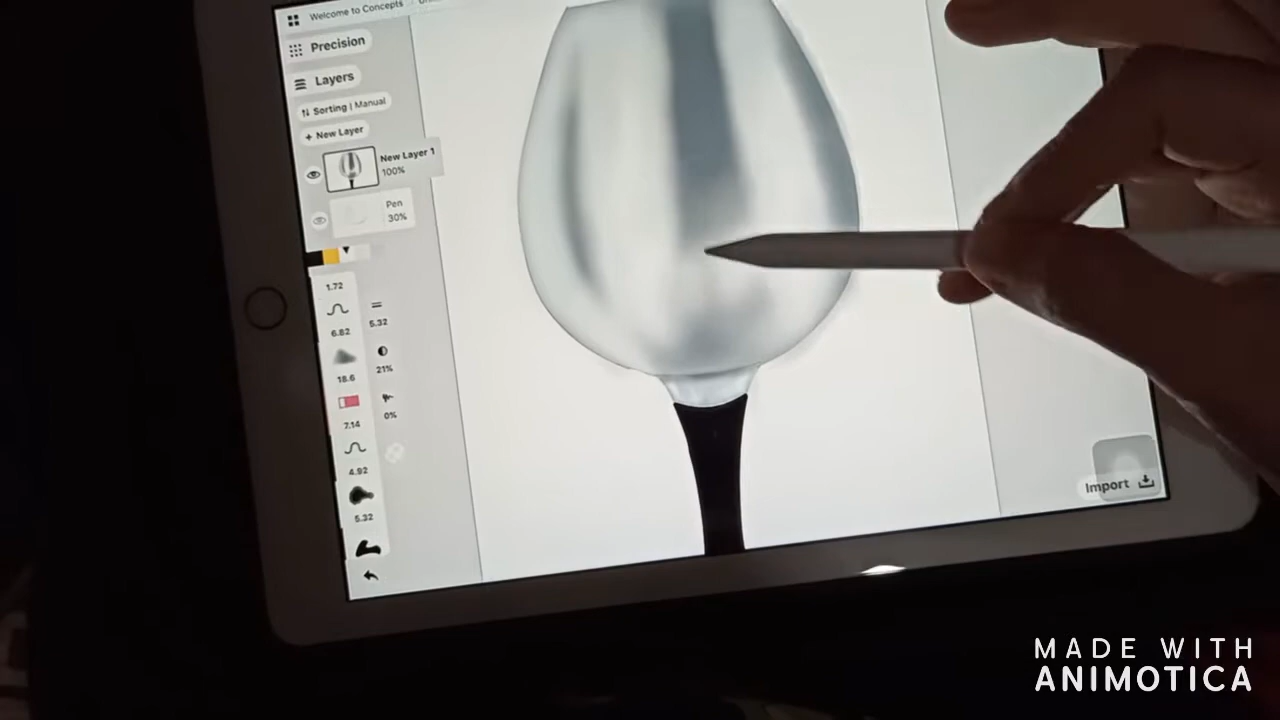 Welcome to Concepts
Precision
Layers
Sorting | Manual
+ New Layer
New Layer 1
100%
Pen
30%
1.72
6.82
5.32
18.6
21%
7.14
0%
4.92
5.32
Import
MADE WITH
ANIMOTICA